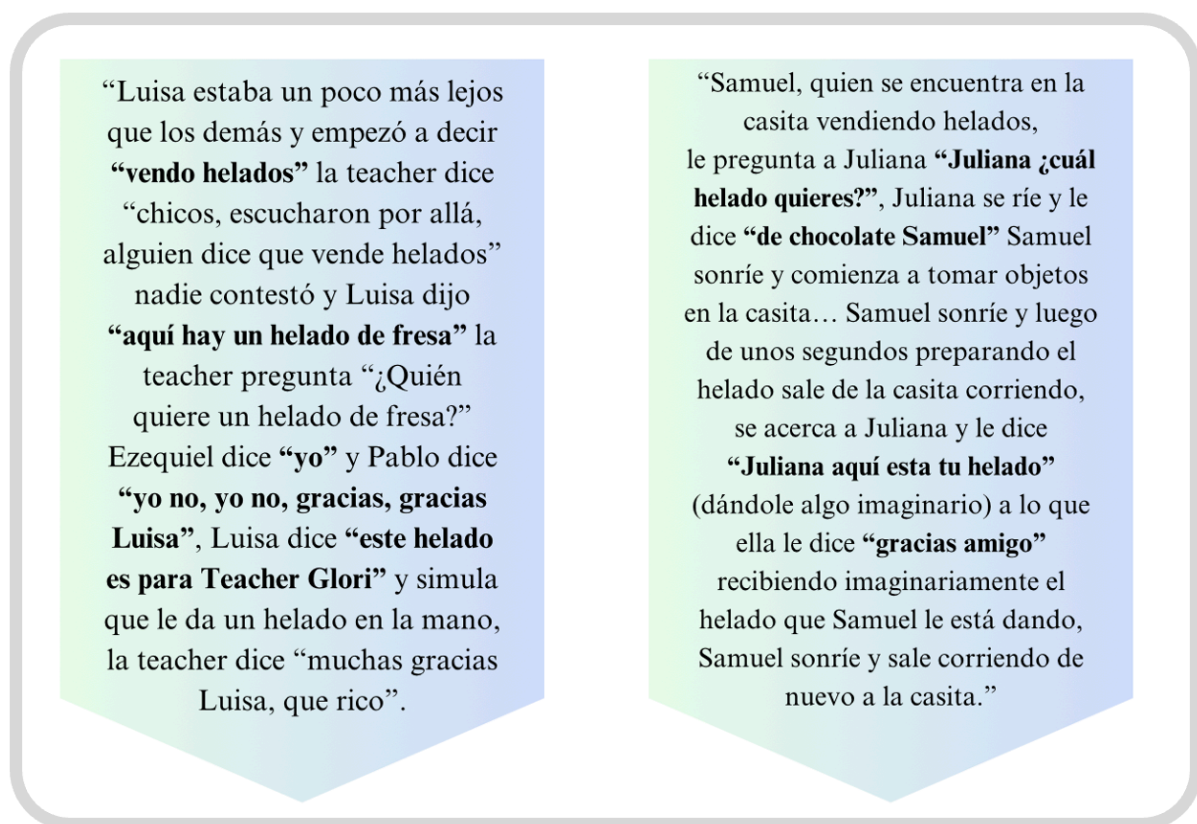 “Luisa estaba un poco más lejos
que los demás y empezó a decir
“vendo helados” la teacher dice
“chicos, escucharon por allá,
alguien dice que vende helados”
nadie contestó y Luisa dijo
“aquí hay un helado de fresa” la
teacher pregunta “¿Quién
quiere un helado de fresa?”
Ezequiel dice “yo” y Pablo dice
“yo no, yo no, gracias, gracias
Luisa”, Luisa dice “este helado
es para Teacher Glori” y simula
que le da un helado en la mano,
la teacher dice “muchas gracias
Luisa, que rico”.
“Samuel, quien se encuentra en la
casita vendiendo helados,
le pregunta a Juliana “Juliana ¿cuál
helado quieres?”, Juliana se ríe y le
dice “de chocolate Samuel” Samuel
sonríe y comienza a tomar objetos
en la casita… Samuel sonríe y luego
de unos segundos preparando el
helado sale de la casita corriendo,
se acerca a Juliana y le dice
“Juliana aquí esta tu helado”
(dándole algo imaginario) a lo que
ella le dice “gracias amigo”
recibiendo imaginariamente el
helado que Samuel le está dando,
Samuel sonríe y sale corriendo de
nuevo a la casita.”